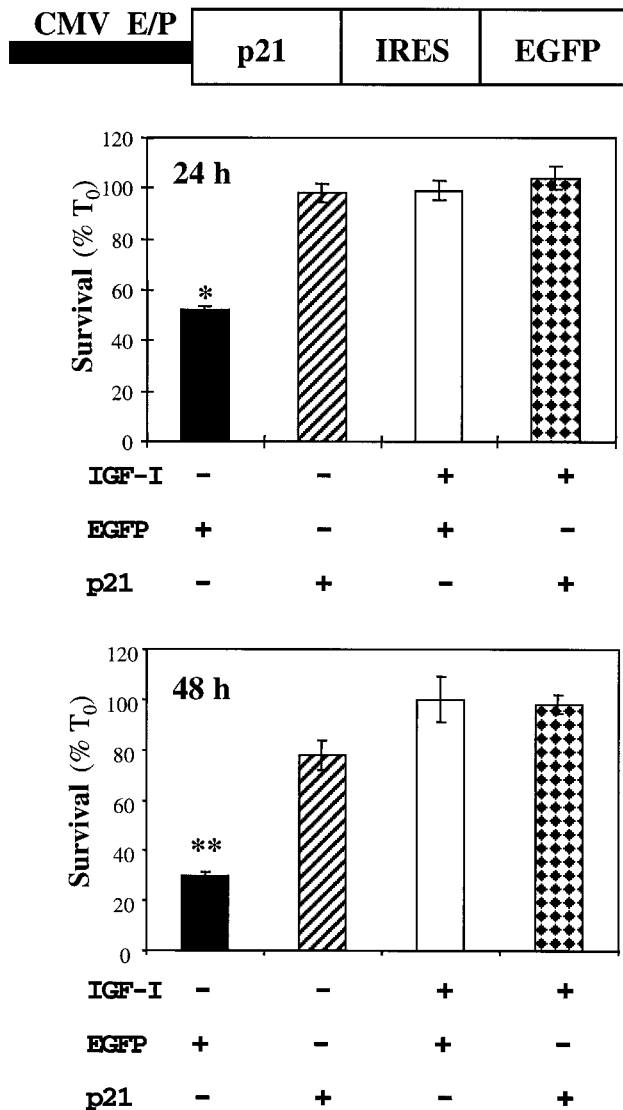 CMV E/P
p21 IRES EGFP
120
100
80
60
40
20
0
Survival (% T₀)
24 h
*
IGF-I - - + +
EGFP + - + -
p21 - + - +
120
100
80
60
40
20
0
Survival (% T₀)
48 h
**
IGF-I - - + +
EGFP + - + -
p21 - + - +